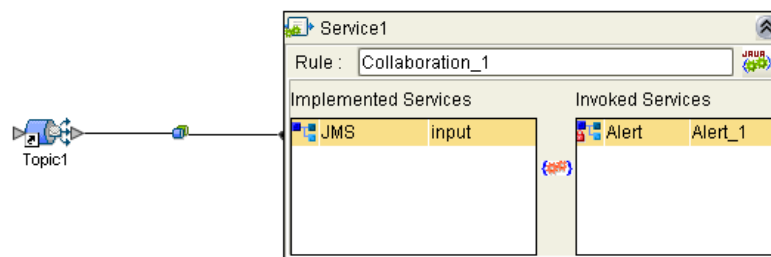 Service1
Rule : Collaboration_1
JAVA
Implemented Services Invoked Services
JMS input Alert Alert_1
Topic1